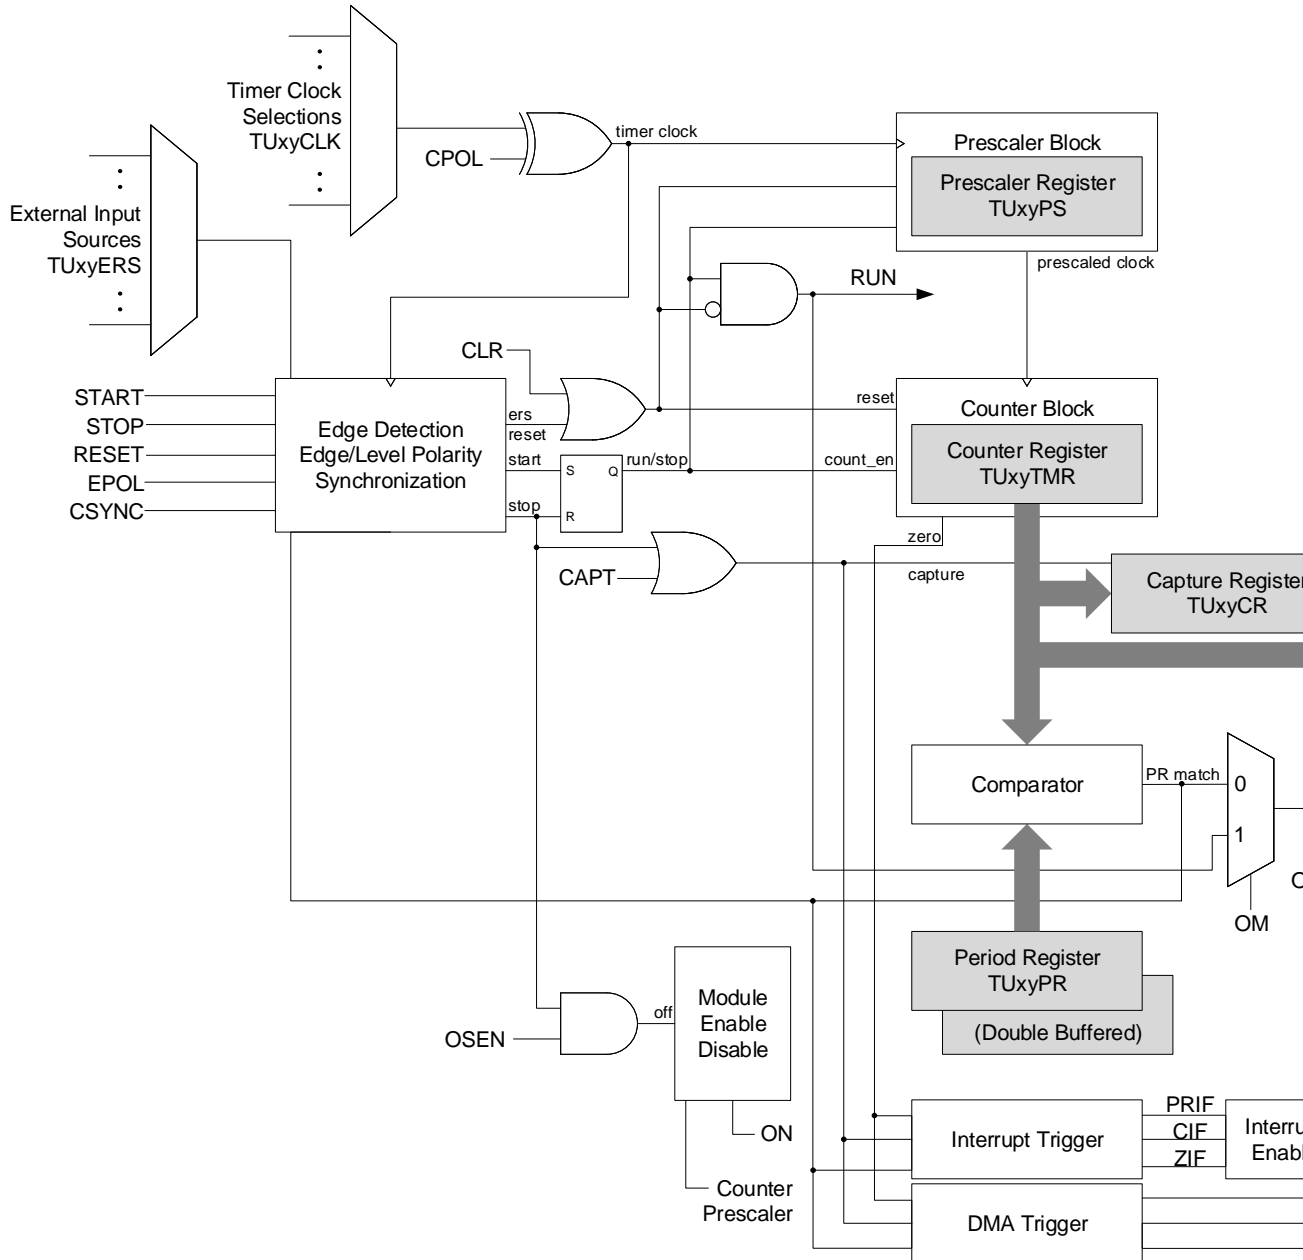 Timer Clock
Selections
TUxyCLK
External Input
Sources
TUxyERS
CPOL
timer clock
Prescaler Block
Prescaler Register
TUxyPS
prescaled clock
RUN
CLR
START
STOP
RESET
EPOL
CSYNC
Edge Detection
Edge/Level Polarity
Synchronization
ers
reset
start
stop
S
Q
R
run/stop
reset
count_en
Counter Block
Counter Register
TUxyTMR
zero
CAPT
capture
Capture Register
TUxyCR
Comparator
PR match
0
1
OM
Period Register
TUxyPR
(Double Buffered)
OSEN
off
Module
Enable
Disable
ON
Counter
Prescaler
Interrupt Trigger
PRIF
CIF
ZIF
DMA Trigger